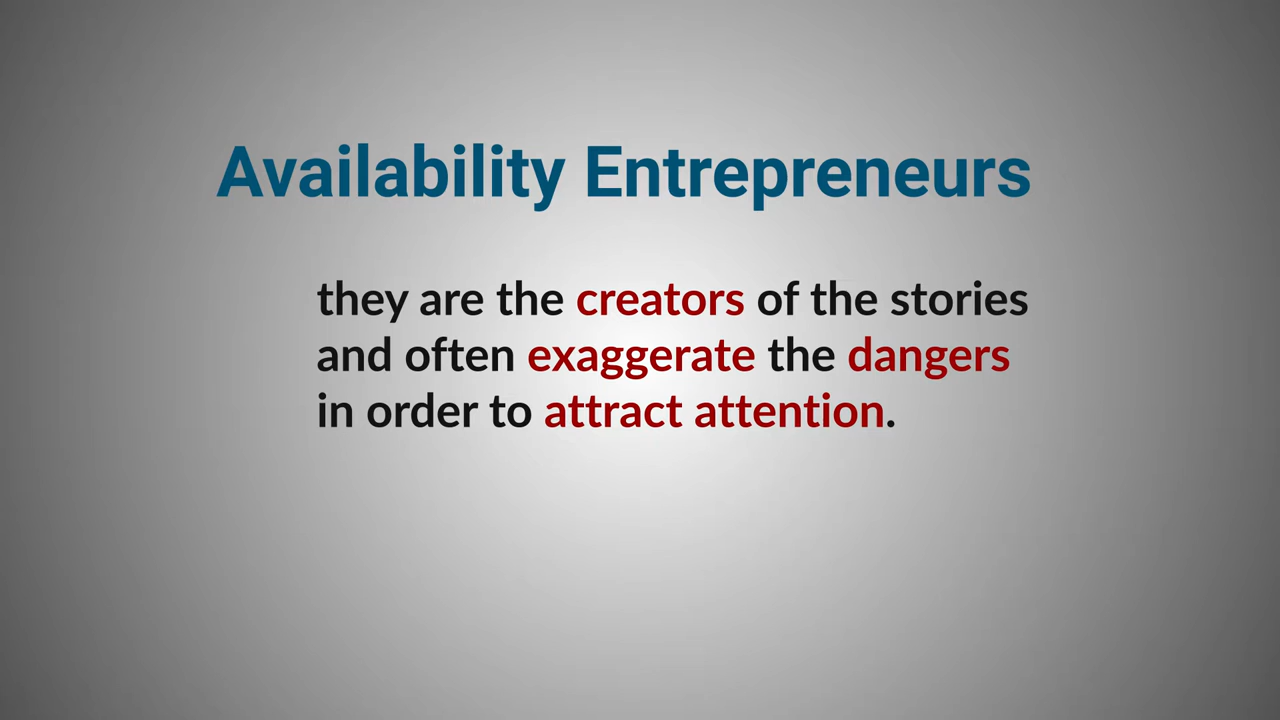 Availability Entrepreneurs
they are the creators of the stories
and often exaggerate the dangers
in order to attract attention.